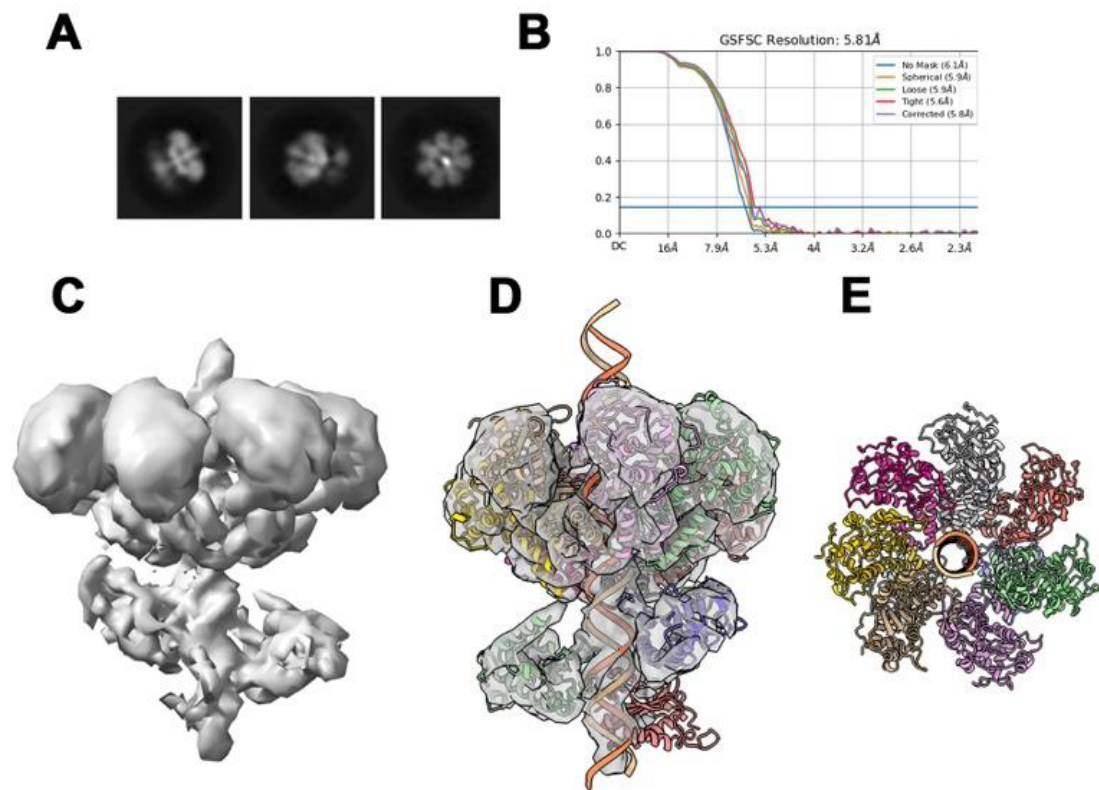 A
B
GSFSC Resolution: 5.81Å
1.0
0.8
0.6
0.4
0.2
0.0
DC
16Å
7.9Å
5.3Å
4Å
3.2Å
2.6Å
2.3Å
No Mask (6.1Å)
Spherical (5.9Å)
Loose (5.9Å)
Tight (5.6Å)
Corrected (5.8Å)
C
D
E